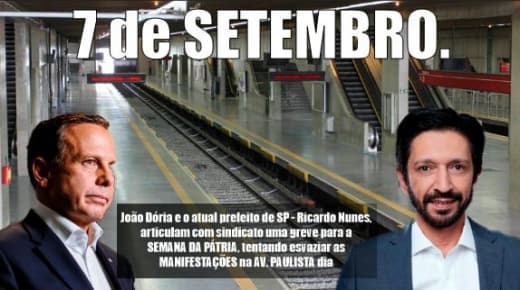 7 de SETEMBRO.
João Dória e o atual prefeito de SP - Ricardo Nunes,
articulam com sindicato uma greve para a
SEMANA DA PÁTRIA, tentando esvaziar as
MANIFESTAÇÕES na AV. PAULISTA dia